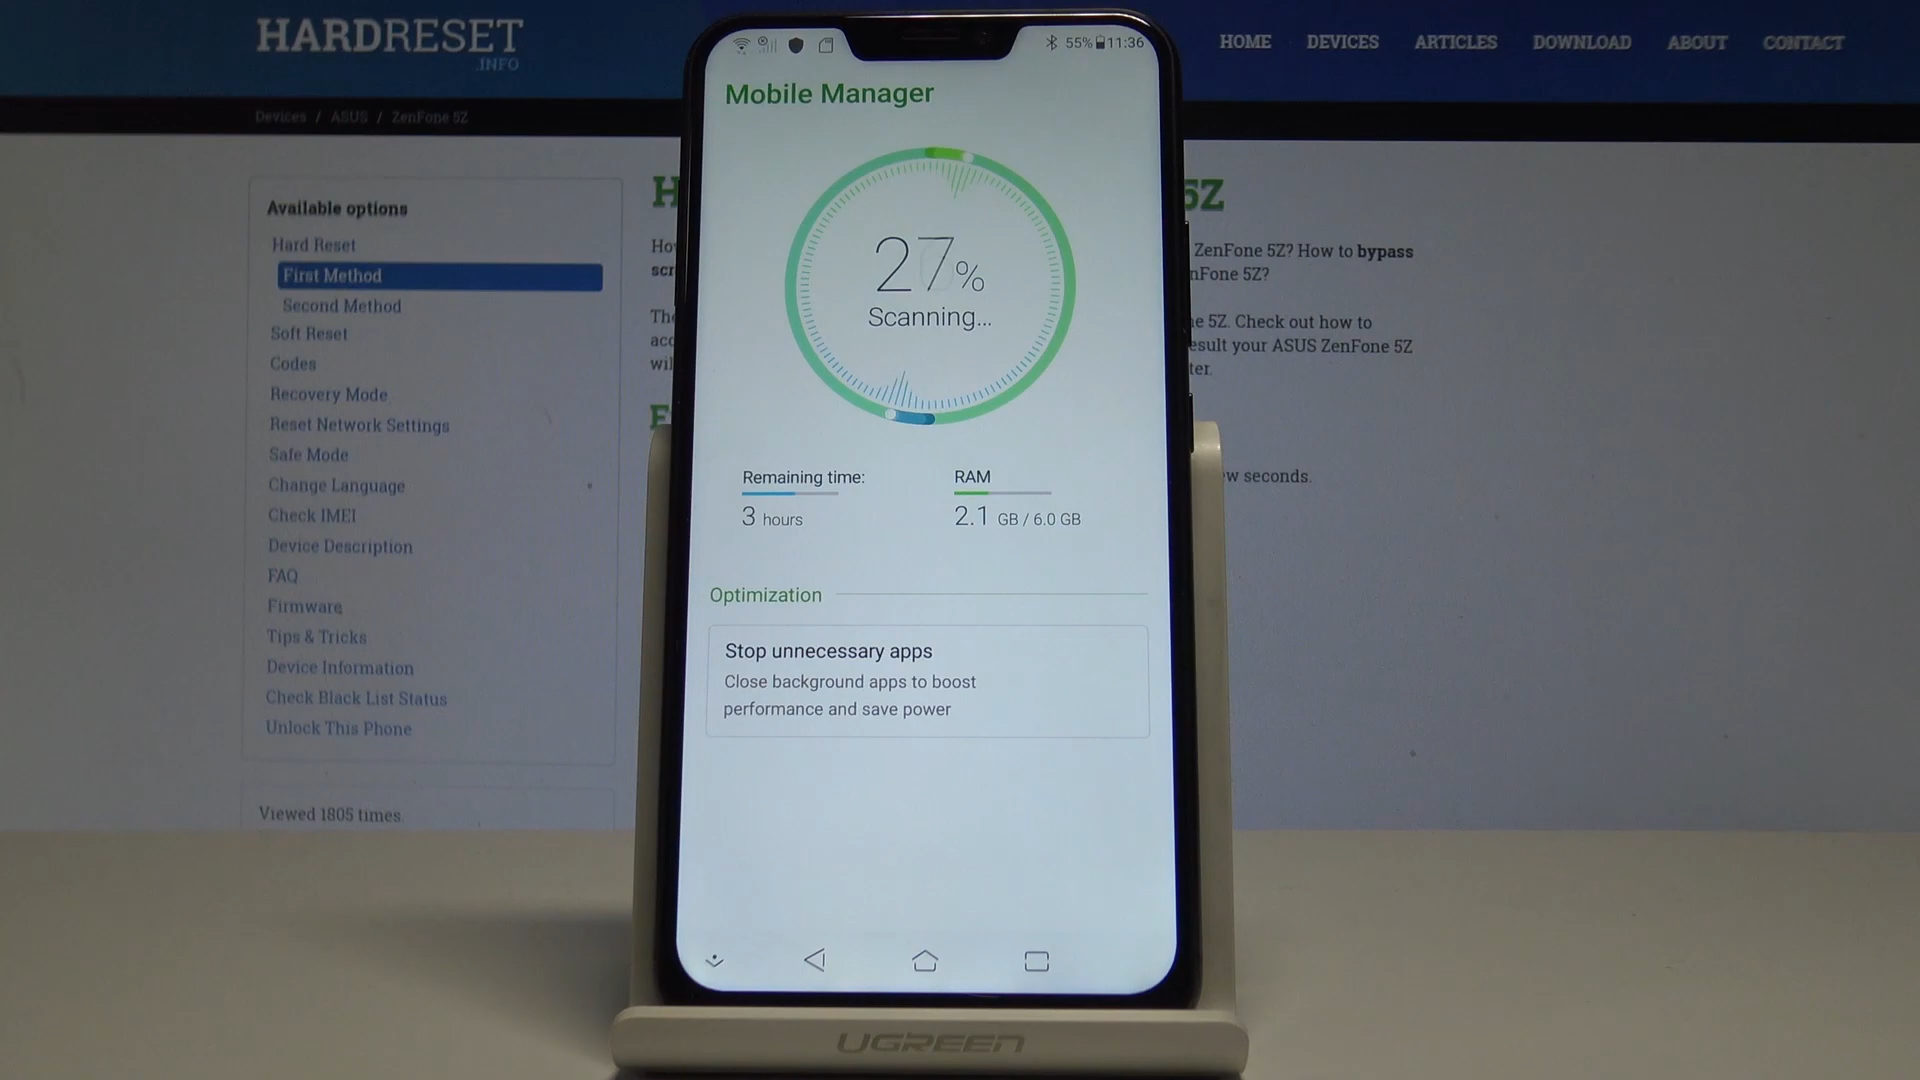 HARDRESET
.INFO
HOME DEVICES ARTICLES DOWNLOAD ABOUT CONTACT
Devices / ASUS / ZenFone 5Z
Available options
Hard Reset
First Method
Second Method
Soft Reset
Codes
Recovery Mode
Reset Network Settings
Safe Mode
Change Language
Check IMEI
Device Description
FAQ
Firmware
Tips & Tricks
Device Information
Check Black List Status
Unlock This Phone
Viewed 1805 times.
5Z
ZenFone 5Z? How to bypass
nFone 5Z?
5Z. Check out how to
esult your ASUS ZenFone 5Z
ter.
w seconds.
55% 11:36
Mobile Manager
27%
Scanning...
Remaining time:
3 hours
RAM
2.1 GB / 6.0 GB
Optimization
Stop unnecessary apps
Close background apps to boost
performance and save power
UGREEN